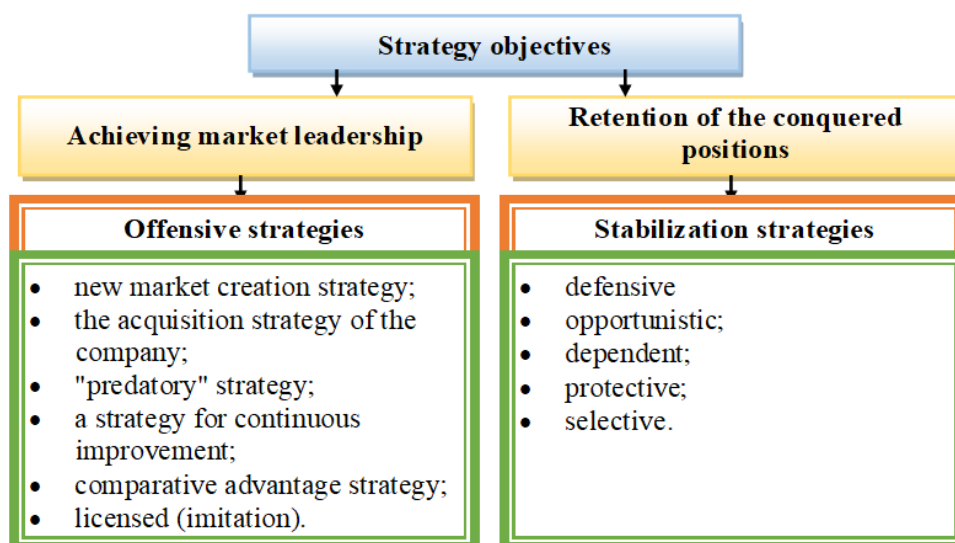 Strategy objectives
Achieving market leadership
Retention of the conquered
positions
Offensive strategies
• new market creation strategy;
• the acquisition strategy of the
company;
• "predatory" strategy;
• a strategy for continuous
improvement;
• comparative advantage strategy;
• licensed (imitation).
Stabilization strategies
• defensive
• opportunistic;
• dependent;
• protective;
• selective.